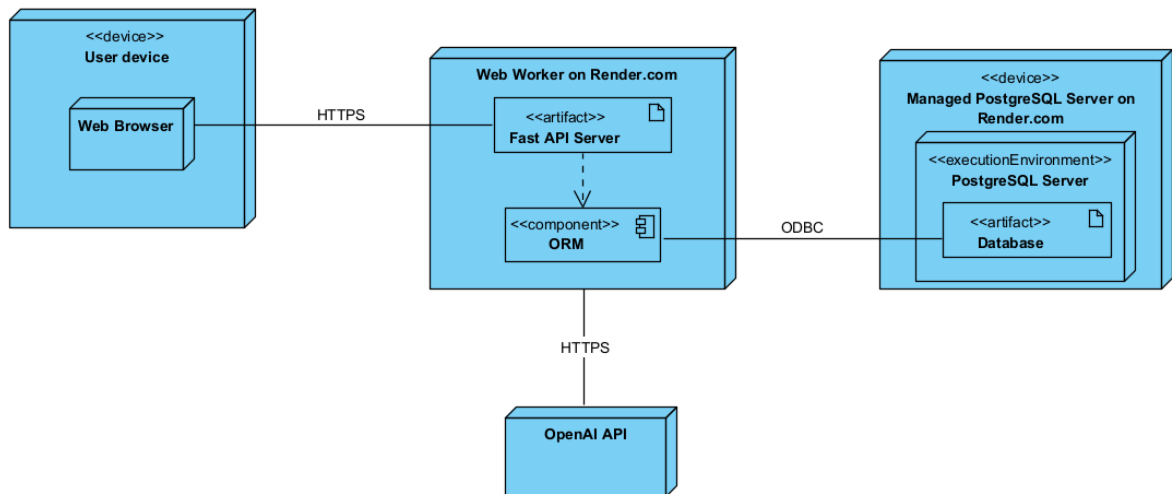 <<device>>
User device
Web Browser
HTTPS
Web Worker on Render.com
<<artifact>>
Fast API Server
<<component>>
ORM
ODBC
<<device>>
Managed PostgreSQL Server on
Render.com
<<executionEnvironment>>
PostgreSQL Server
<<artifact>>
Database
HTTPS
OpenAI API